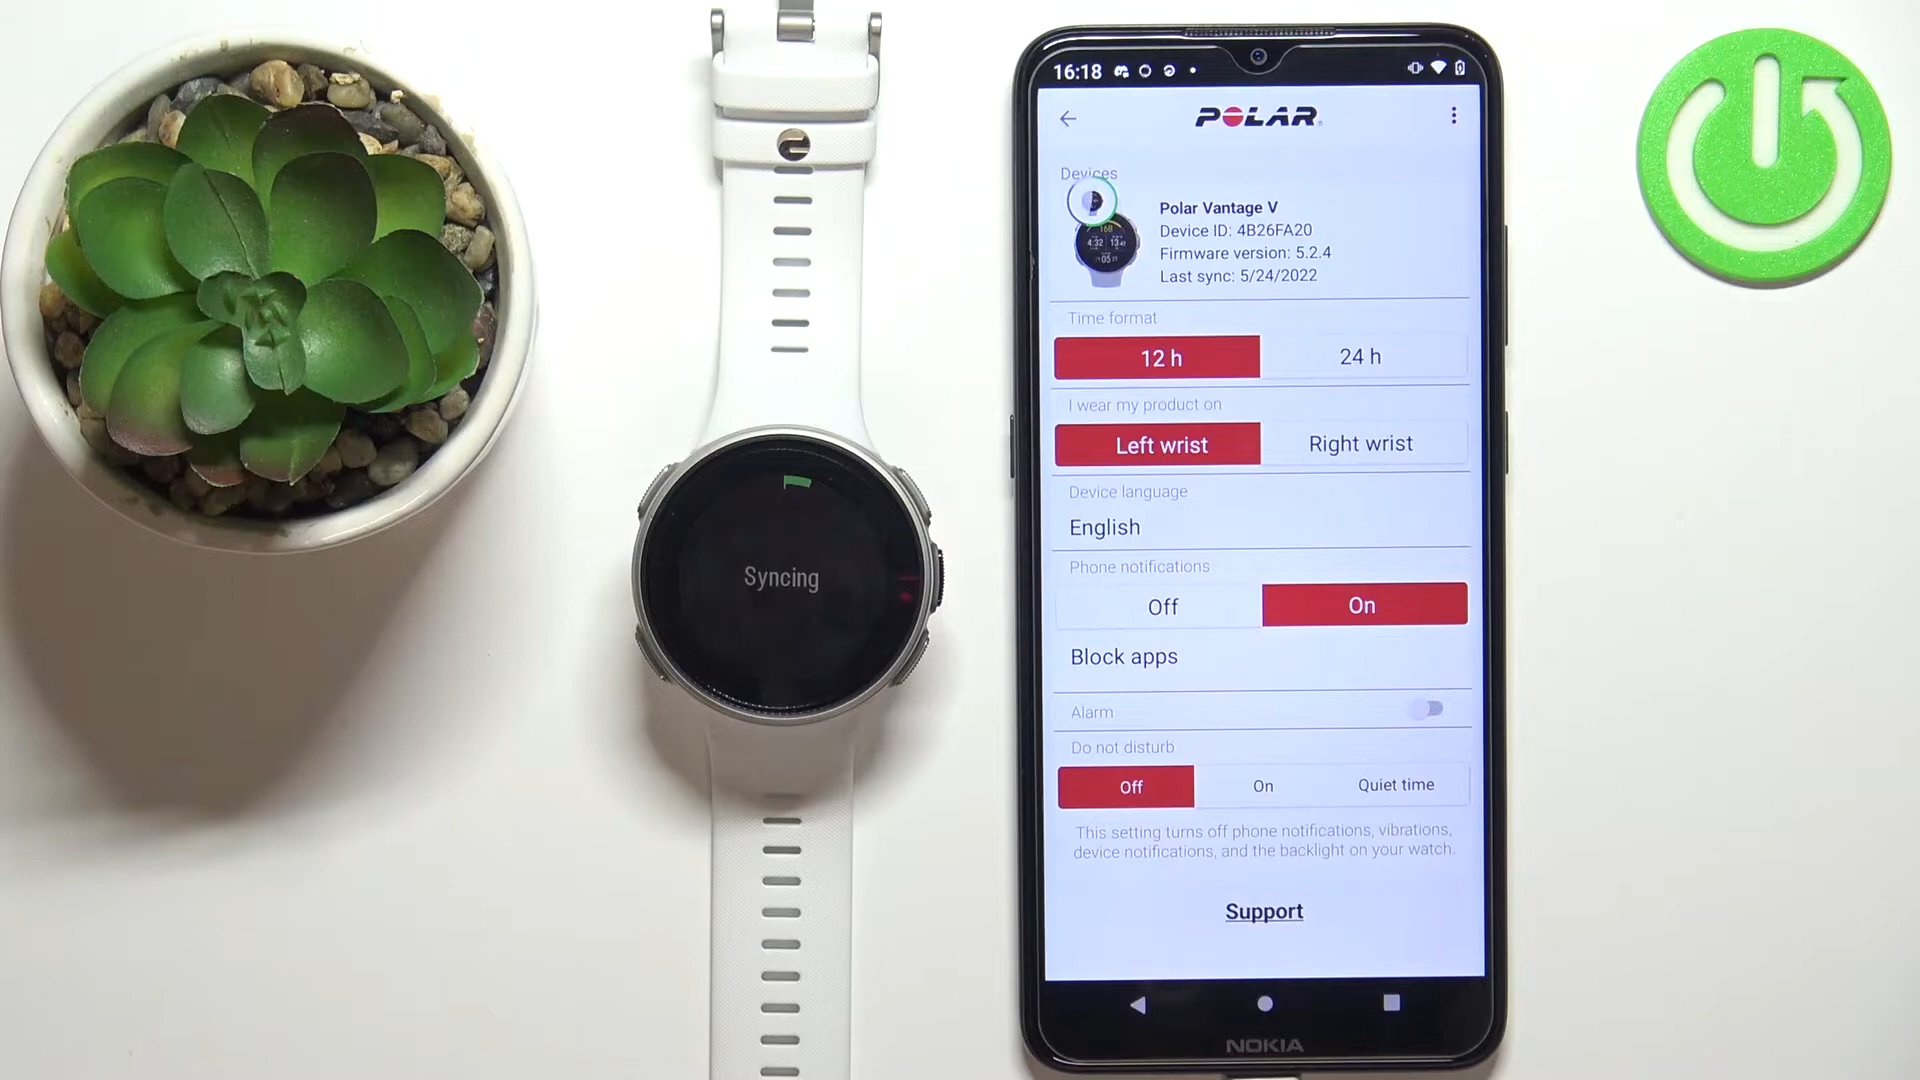 16:18
POLAR
Devices
Polar Vantage V
Device ID: 4B26FA20
Firmware version: 5.2.4
Last sync: 5/24/2022
Time format
12 h
24 h
I wear my product on
Left wrist
Right wrist
Device language
English
Phone notifications
Off
On
Block apps
Alarm
Do not disturb
Off
On
Quiet time
This setting turns off phone notifications, vibrations,
device notifications, and the backlight on your watch.
Support
NOKIA
Syncing